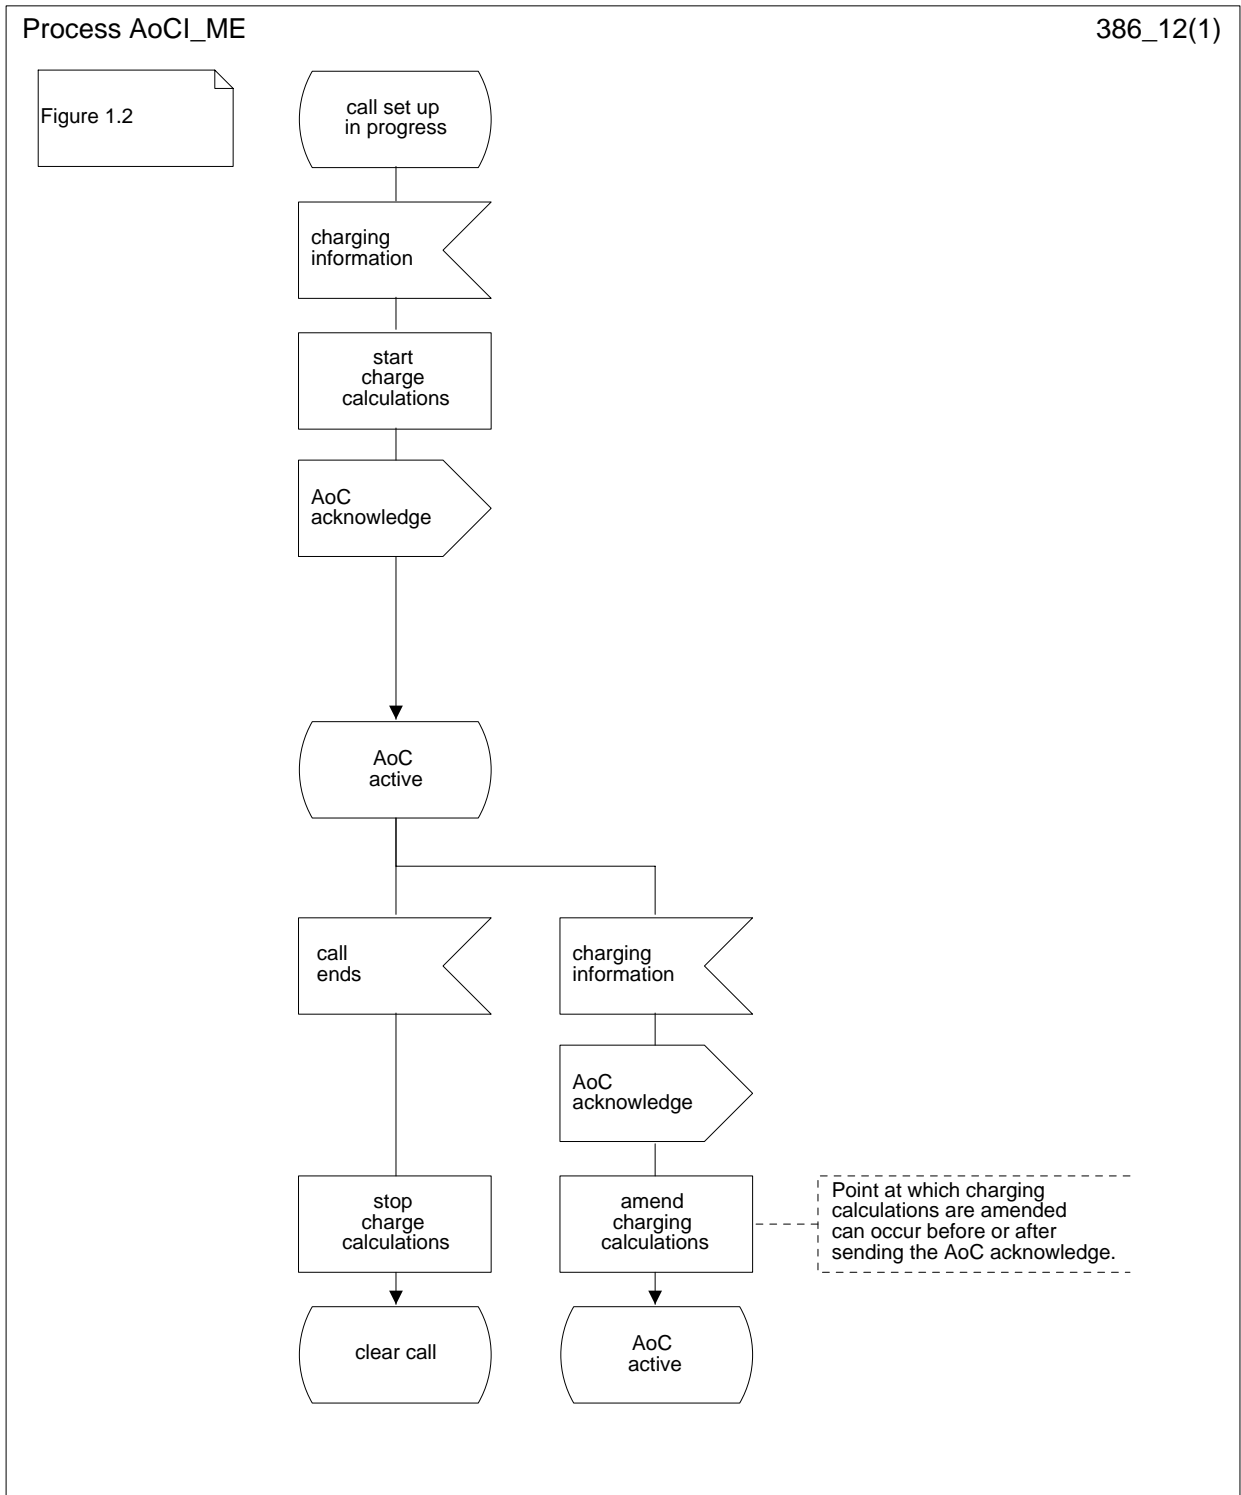 Process AoCI_ME
386_12(1)
Figure 1.2
call set up
in progress
charging
information
start
charge
calculations
AoC
acknowledge
AoC
active
call
ends
charging
information
AoC
acknowledge
stop
charge
calculations
amend
charging
calculations
Point at which charging
calculations are amended
can occur before or after
sending the AoC acknowledge.
clear call
AoC
active